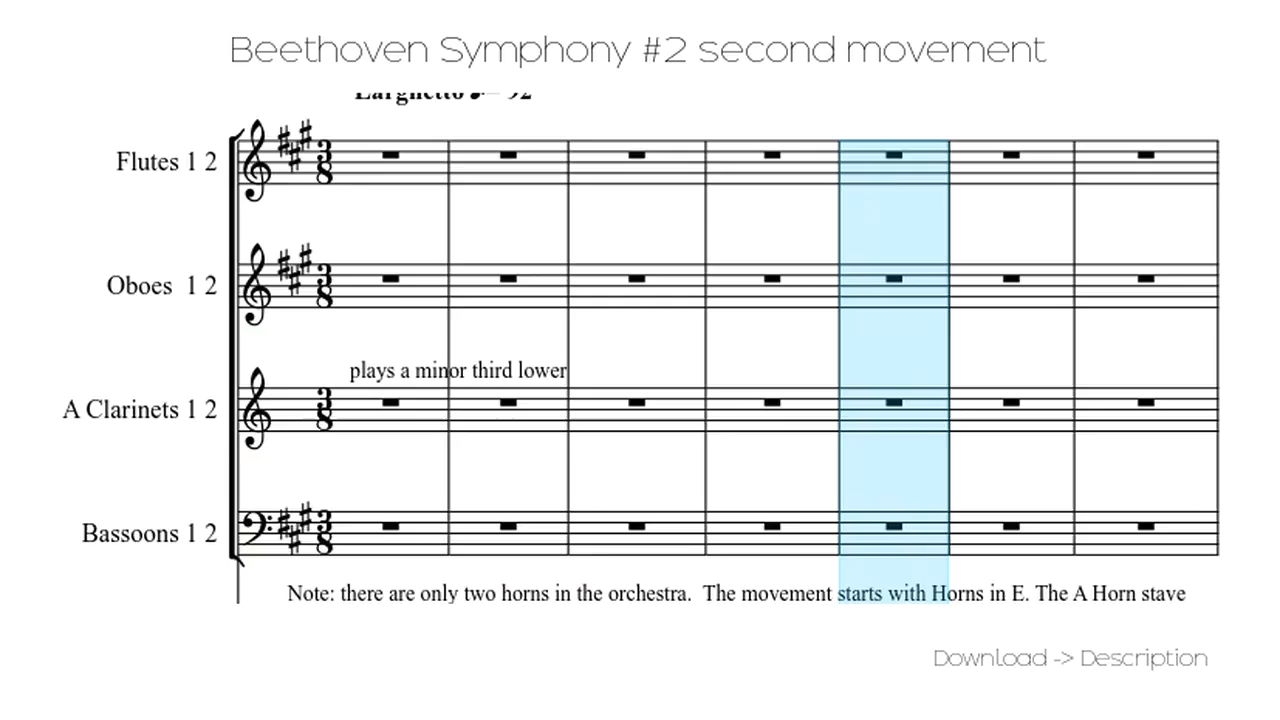 Beethoven Symphony #2 second movement
Larghetto ♪= 92
Flutes 1 2
Oboes 1 2
plays a minor third lower
A Clarinets 1 2
Bassoons 1 2
Note: there are only two horns in the orchestra. The movement starts with Horns in E. The A Horn stave
Download -> Description